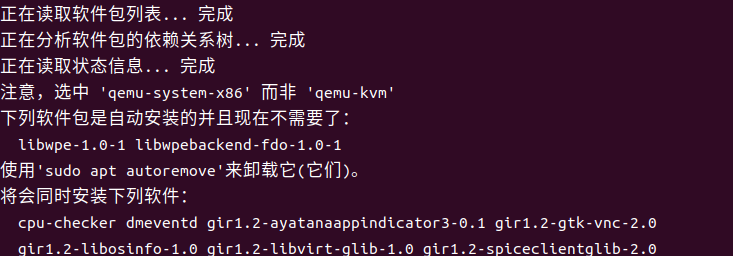 正在读取软件包列表... 完成
正在分析软件包的依赖关系树... 完成
正在读取状态信息... 完成
注意，选中 'qemu-system-x86' 而非 'qemu-kvm'
下列软件包是自动安装的并且现在不需要了：
libwpe-1.0-1 libwpebackend-fdo-1.0-1
使用'sudo apt autoremove'来卸载它(它们)。
将会同时安装下列软件：
cpu-checker dmeventd gir1.2-ayatanaappindicator3-0.1 gir1.2-gtk-vnc-2.0
gir1.2-libosinfo-1.0 gir1.2-libvirt-glib-1.0 gir1.2-spiceclientglib-2.0